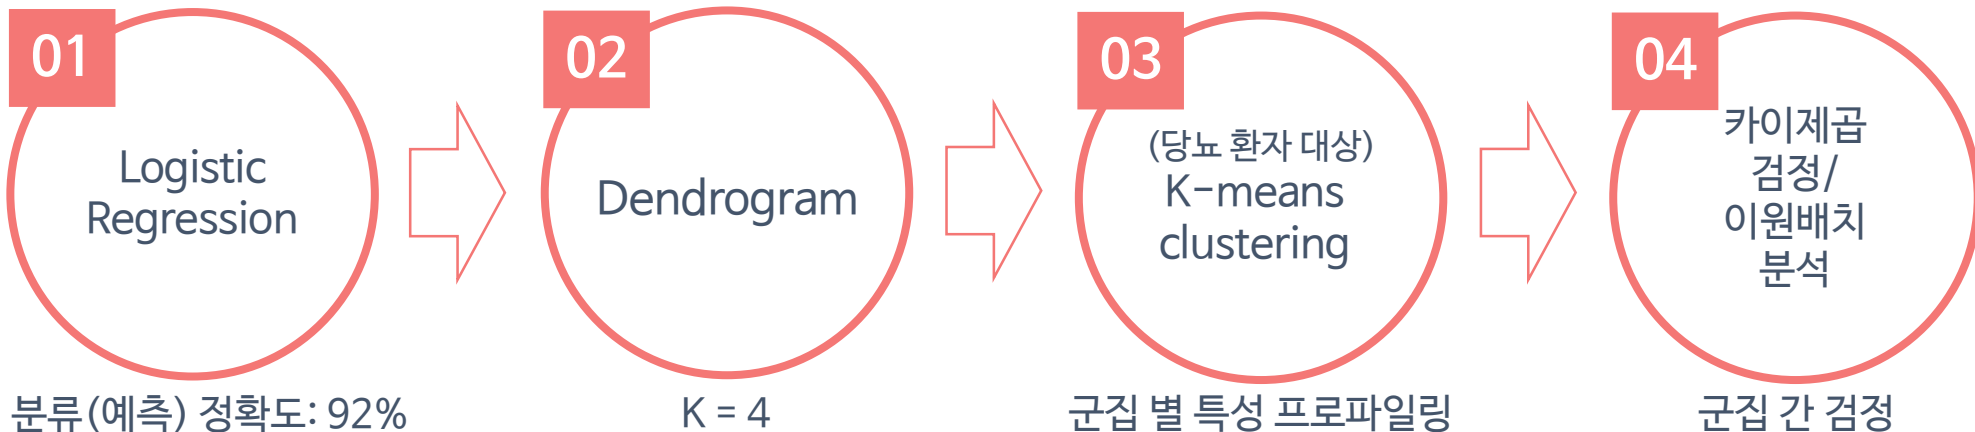 01
Logistic
Regression
분류(예측) 정확도: 92%
02
Dendrogram
K = 4
03
(당뇨 환자 대상)
K-means
clustering
군집 별 특성 프로파일링
04
카이제곱
검정/
이원배치
분석
군집 간 검정